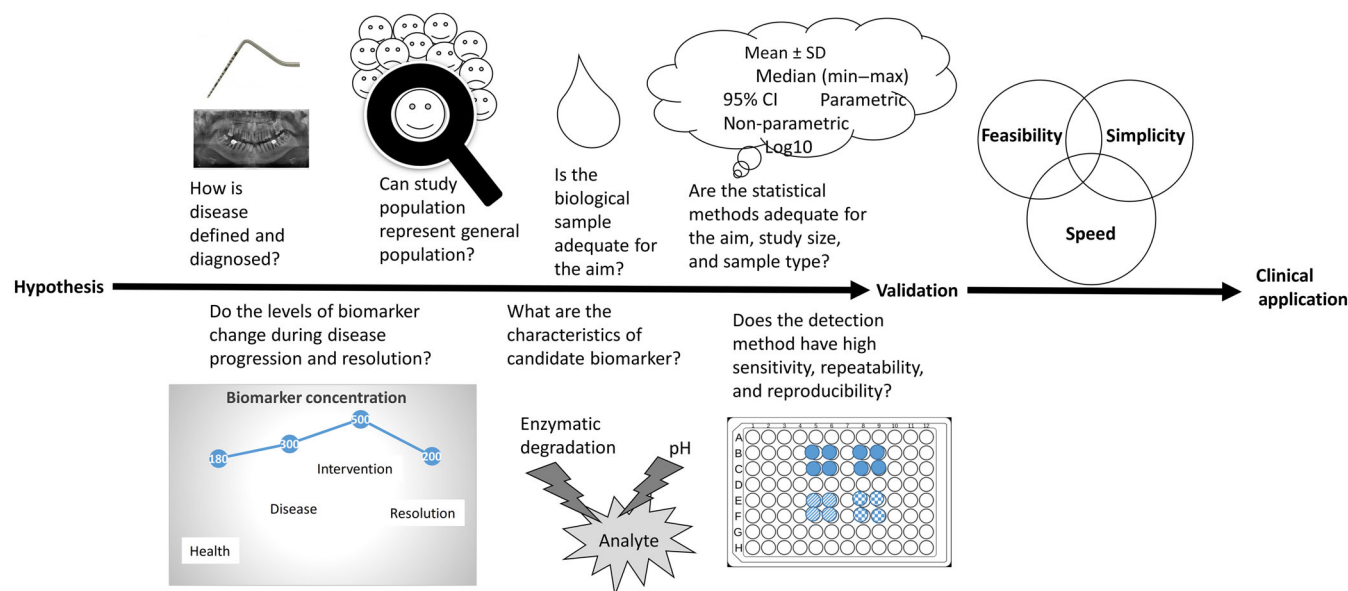 Mean ± SD
Median (min–max)
95% CI Parametric
Non-parametric
Log10
Feasibility
Simplicity
Speed
How is
disease
defined and
diagnosed?
Can study
population
represent general
population?
Is the
biological
sample
adequate for
the aim?
Are the statistical
methods adequate for
the aim, study size,
and sample type?
Hypothesis
Validation
Clinical
application
Do the levels of biomarker
change during disease
progression and resolution?
What are the
characteristics of
candidate biomarker?
Does the detection
method have high
sensitivity, repeatability,
and reproducibility?
Biomarker concentration
180
300
500
200
Intervention
Disease
Resolution
Health
Enzymatic
degradation
pH
Analyte
1 2 3 4 5 6 7 8 9 10 11 12
A
B
C
D
E
F
G
H